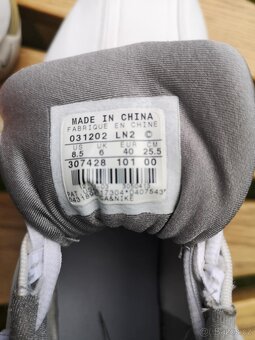 MADE IN CHINA
FABRIQUE EN CHINE
031202 LN2 ©
US UK EUR CM
8.5 6 40 25.5
307428 101 00